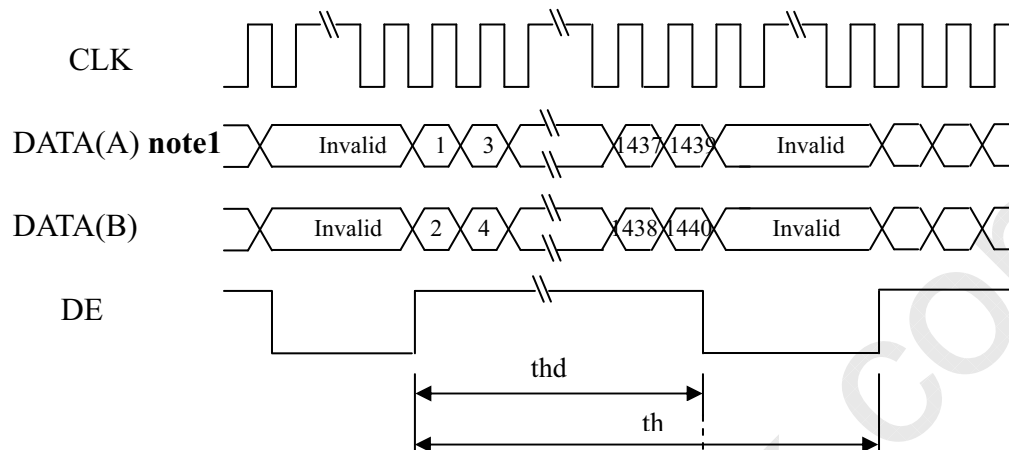 CLK
DATA(A) note1 Invalid 1 3 1437 1439 Invalid
DATA(B) Invalid 2 4 1438 1440 Invalid
DE
thd
th